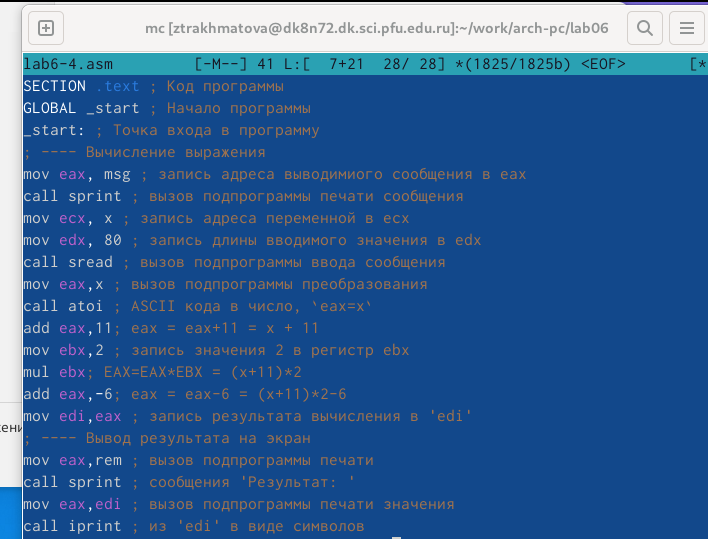 mc [ztrakhmatova@dk8n72.dk.sci.pfu.edu.ru]:~/work/arch-pc/lab06
lab6-4.asm [-M--] 41 L:[ 7+21 28/ 28] *(1825/1825b) <EOF> [*
SECTION .text ; Код программы
GLOBAL _start ; Начало программы
_start: ; Точка входа в программу
; ---- Вычисление выражения
mov eax, msg ; запись адреса выводимиого сообщения в eax
call sprint ; вызов подпрограммы печати сообщения
mov ecx, x ; запись адреса переменной в ecx
mov edx, 80 ; запись длины вводимого значения в edx
call sread ; вызов подпрограммы ввода сообщения
mov eax,x ; вызов подпрограммы преобразования
call atoi ; ASCII кода в число, `eax=x`
add eax,11; eax = eax+11 = x + 11
mov ebx,2 ; запись значения 2 в регистр ebx
mul ebx; EAX=EAX*EBX = (x+11)*2
add eax,-6; eax = eax-6 = (x+11)*2-6
mov edi,eax ; запись результата вычисления в 'edi'
; ---- Вывод результата на экран
mov eax,rem ; вызов подпрограммы печати
call sprint ; сообщения 'Результат: '
mov eax,edi ; вызов подпрограммы печати значения
call iprint ; из 'edi' в виде символов